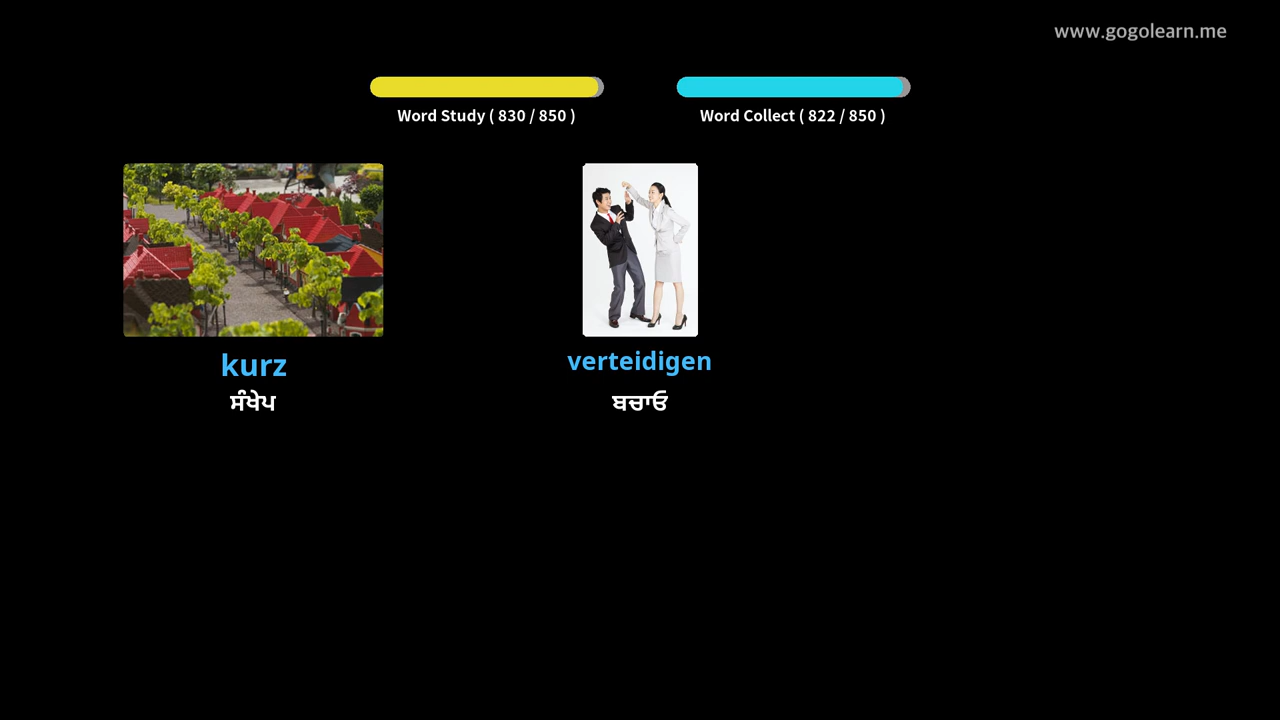 www.gogolearn.me
Word Study ( 830 / 850 )
Word Collect ( 822 / 850 )
kurz
ਸੰਖੇਪ
verteidigen
ਬਚਾਓ